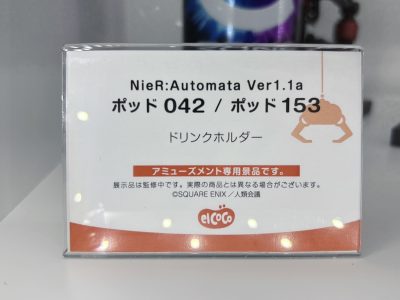 NieR:Automata Ver1.1a
ポッド 042 / ポッド 153
ドリンクホルダー
アミューズメント専用景品です。
展示品は監修中です。実際の商品とは異なる場合がございます。
©SQUARE ENIX／人類会議
elCoCo